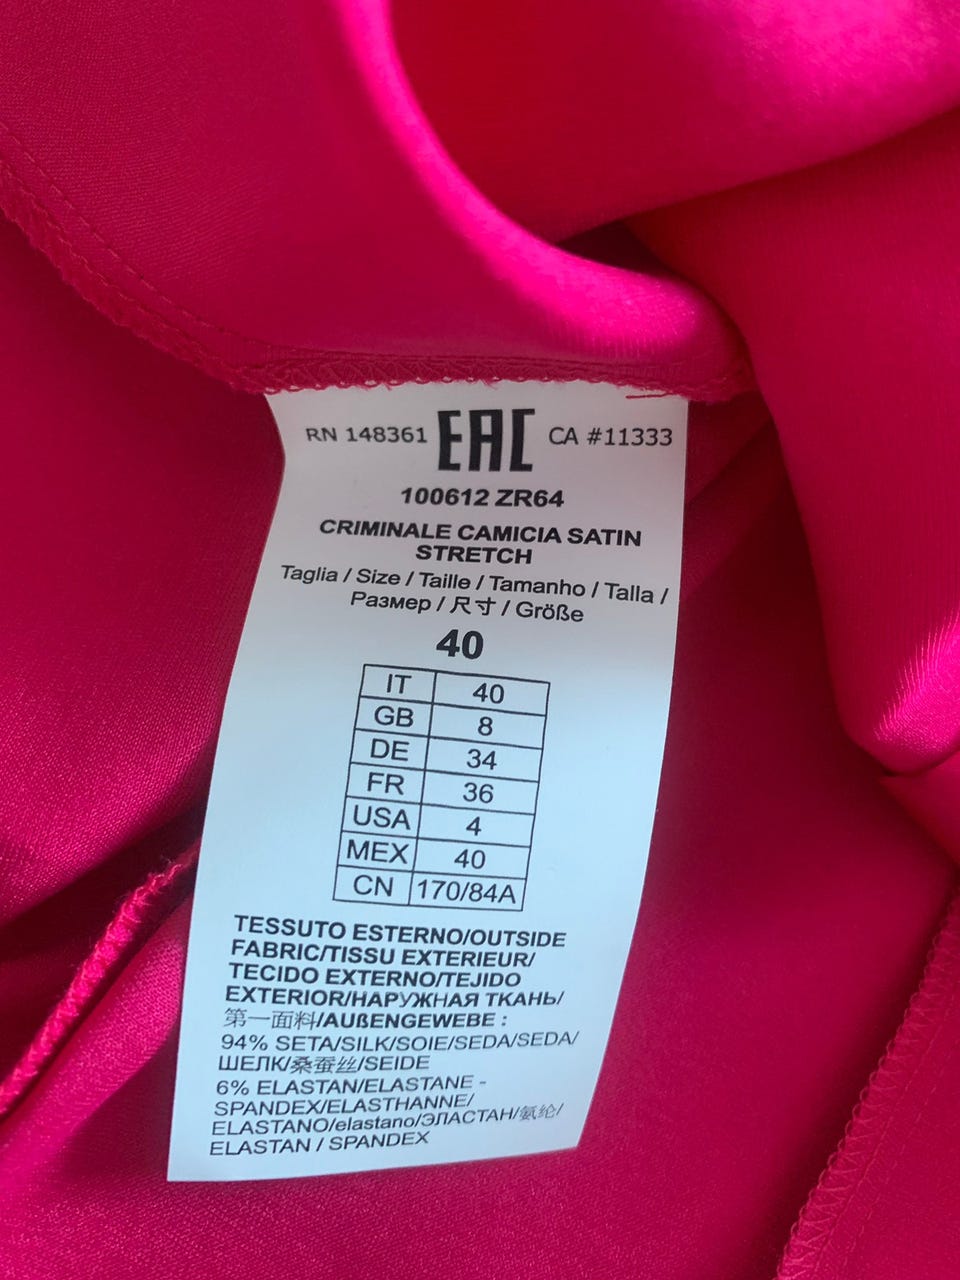 RN 148361 EAC CA #11333
100612 ZR64
CRIMINALE CAMICIA SATIN
STRETCH
Taglia / Size / Taille / Tamanho / Talla /
Размер / 尺寸 / Größe
40
IT 40
GB 8
DE 34
FR 36
USA 4
MEX 40
CN 170/84A
TESSUTO ESTERNO/OUTSIDE
FABRIC/TISSU EXTERIEUR/
TECIDO EXTERNO/TEJIDO
EXTERIOR/НАРУЖНАЯ ТКАНЬ/
第一面料/AUßENGEWEBE :
94% SETA/SILK/SOIE/SEDA/SEDA/
ШЕЛК/桑蚕丝/SEIDE
6% ELASTAN/ELASTANE -
SPANDEX/ELASTHANNE/
ELASTANO/elastano/ЭЛАСТАН/氨纶/
ELASTAN / SPANDEX